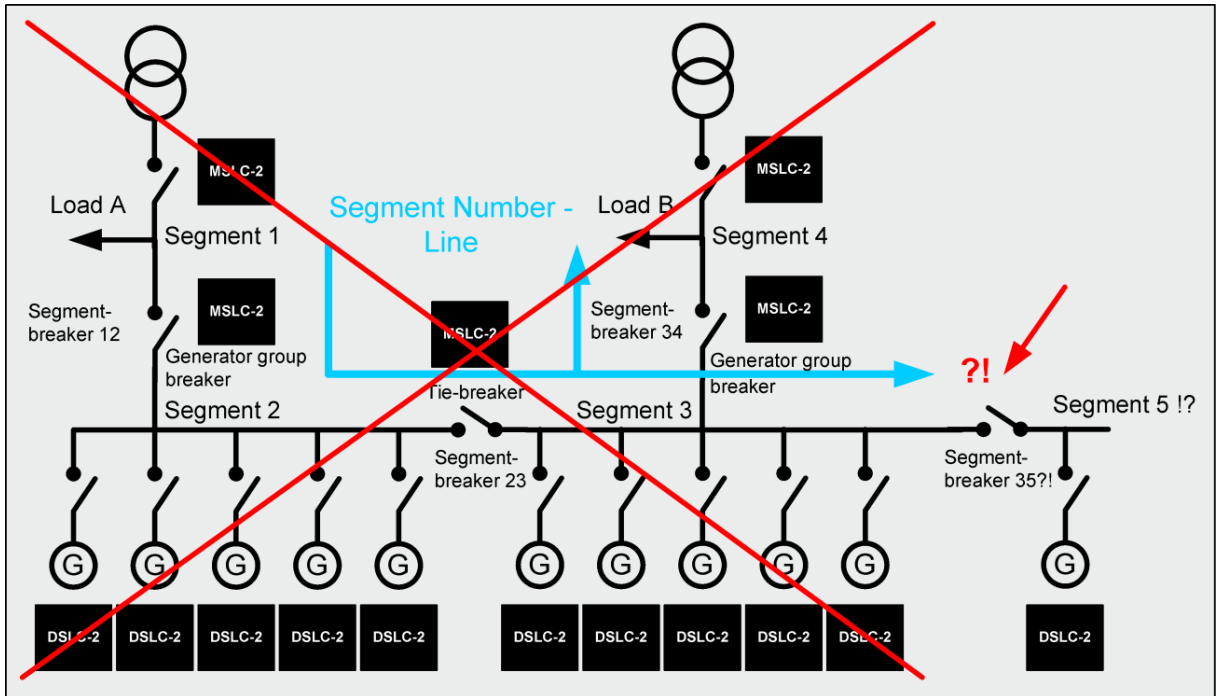 MSLC-2
MSLC-2
Load A
Segment Number -
Line
Load B
Segment 1
Segment 4
Segment-
breaker 12
MSLC-2
MSLC-2
Segment-
breaker 34
MSLC-2
Generator group
breaker
Generator group
breaker
?!
Tie-breaker
Segment 2
Segment 3
Segment 5 !?
Segment-
breaker 23
Segment-
breaker 35?!
G G G G G G G G G G G
DSLC-2 DSLC-2 DSLC-2 DSLC-2 DSLC-2 DSLC-2 DSLC-2 DSLC-2 DSLC-2 DSLC-2 DSLC-2